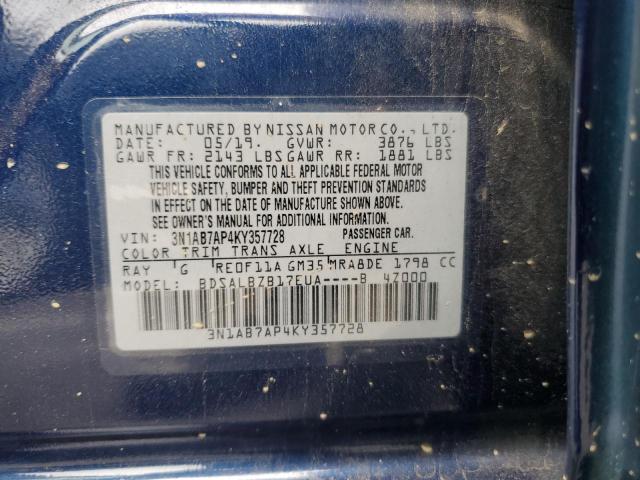 MANUFACTURED BY NISSAN MOTOR CO., LTD.
DATE: 05/19. GVWR: 3876 LBS
GAWR FR: 2143 LBS GAWR RR: 1881 LBS
THIS VEHICLE CONFORMS TO ALL APPLICABLE FEDERAL MOTOR
VEHICLE SAFETY, BUMPER AND THEFT PREVENTION STANDARDS
IN EFFECT ON THE DATE OF MANUFACTURE SHOWN ABOVE.
SEE OWNER'S MANUAL FOR ADDITIONAL INFORMATION.
VIN: 3N1AB7AP4KY357728 PASSENGER CAR.
COLOR TRIM TRANS AXLE ENGINE
RAY G RE0F11A GM35 MRA8DE 1798 CC
MODEL: BDSALBZB17EUA----B 47000
3N1AB7AP4KY357728